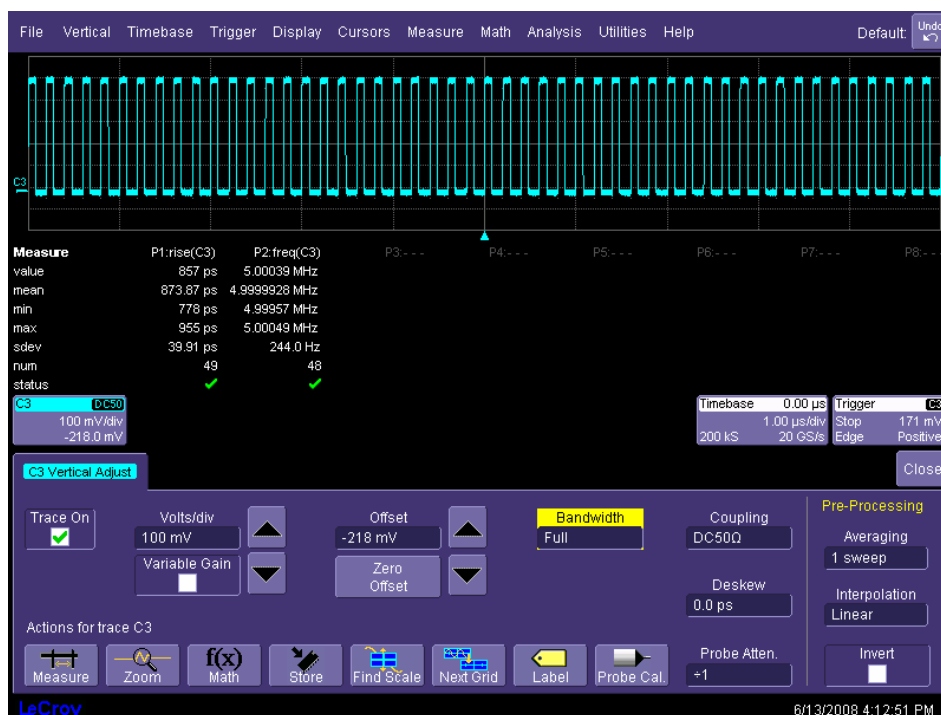 File Vertical Timebase Trigger Display Cursors Measure Math Analysis Utilities Help Default: Undo
C3
Measure P1:rise(C3) P2:freq(C3) P3:- - - P4:- - - P5:- - - P6:- - - P7:- - - P8:- - -
value 857 ps 5.00039 MHz
mean 873.87 ps 4.9999928 MHz
min 778 ps 4.99957 MHz
max 955 ps 5.00049 MHz
sdev 39.91 ps 244.0 Hz
num 49 48
status
C3 DC50 Timebase 0.00 µs Trigger C3
100 mV/div 1.00 µs/div Stop 171 mV
-218.0 mV 200 kS 20 GS/s Edge Positive
C3 Vertical Adjust Close
Pre-Processing
Trace On Volts/div Offset Bandwidth Coupling Averaging
100 mV -218 mV Full DC50Ω 1 sweep
Variable Gain Zero Offset Deskew Interpolation
0.0 ps Linear
Actions for trace C3
Probe Atten. Invert
÷1
Measure Zoom f(x) Math Store Find Scale Next Grid Label Probe Cal.
LeCroy 6/13/2008 4:12:51 PM